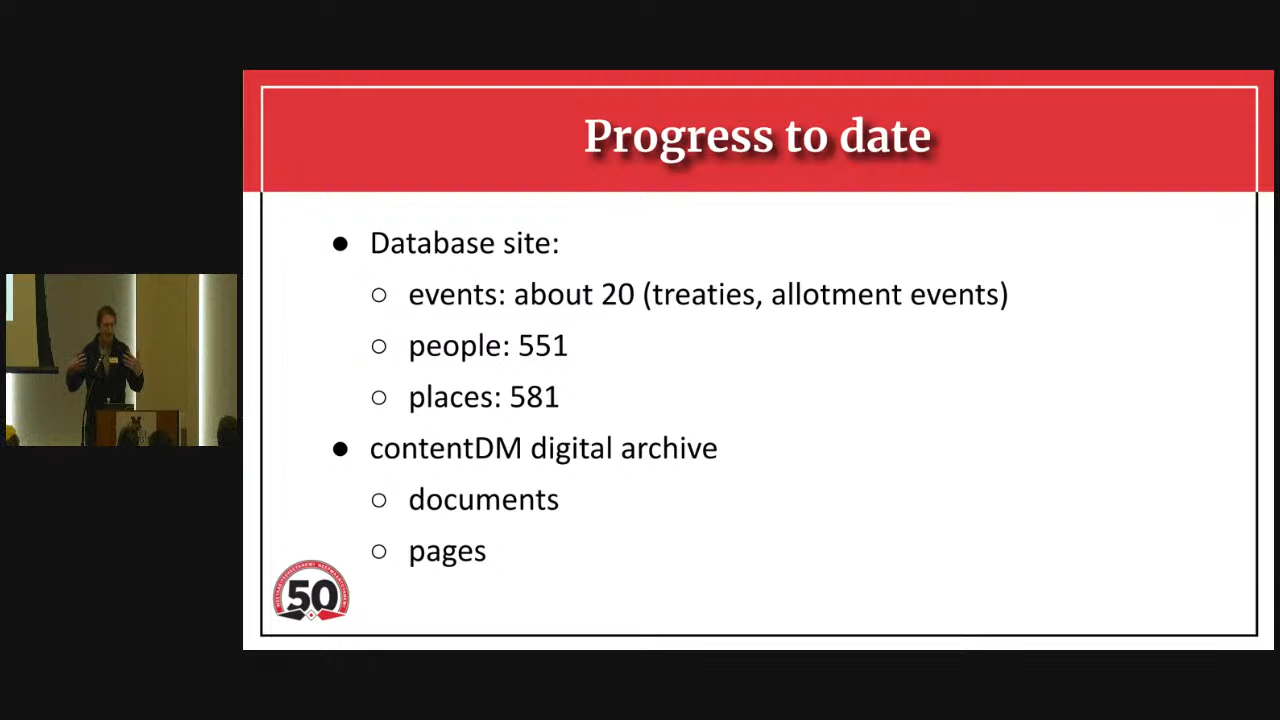 Progress to date
● Database site:
○ events: about 20 (treaties, allotment events)
○ people: 551
○ places: 581
● contentDM digital archive
○ documents
○ pages
50